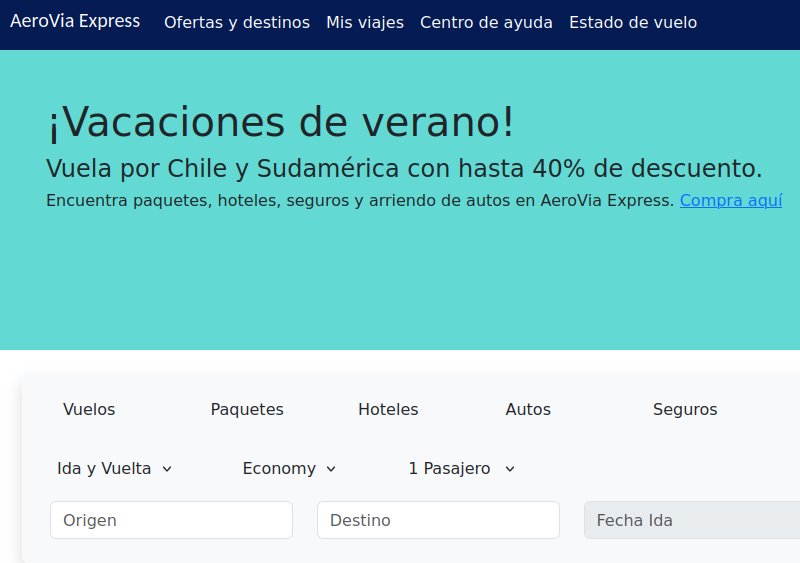 AeroVia Express Ofertas y destinos Mis viajes Centro de ayuda Estado de vuelo
¡Vacaciones de verano!
Vuela por Chile y Sudamérica con hasta 40% de descuento.
Encuentra paquetes, hoteles, seguros y arriendo de autos en AeroVia Express. Compra aquí
Vuelos Paquetes Hoteles Autos Seguros
Ida y Vuelta Economy 1 Pasajero
Origen Destino Fecha Ida